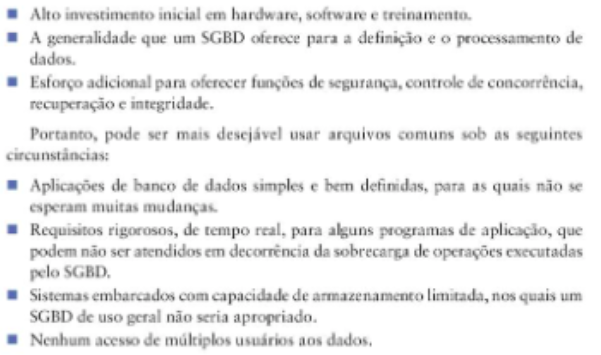 ■ Alto investimento inicial em hardware, software e treinamento.
■ A generalidade que um SGBD oferece para a definição e o processamento de
dados.
■ Esforço adicional para oferecer funções de segurança, controle de concorrência,
recuperação e integridade.
Portanto, pode ser mais desejável usar arquivos comuns sob as seguintes
circunstâncias:
■ Aplicações de banco de dados simples e bem definidas, para as quais não se
esperam muitas mudanças.
■ Requisitos rigorosos, de tempo real, para alguns programas de aplicação, que
podem não ser atendidos em decorrência da sobrecarga de operações executadas
pelo SGBD.
■ Sistemas embarcados com capacidade de armazenamento limitada, nos quais um
SGBD de uso geral não seria apropriado.
■ Nenhum acesso de múltiplos usuários aos dados.